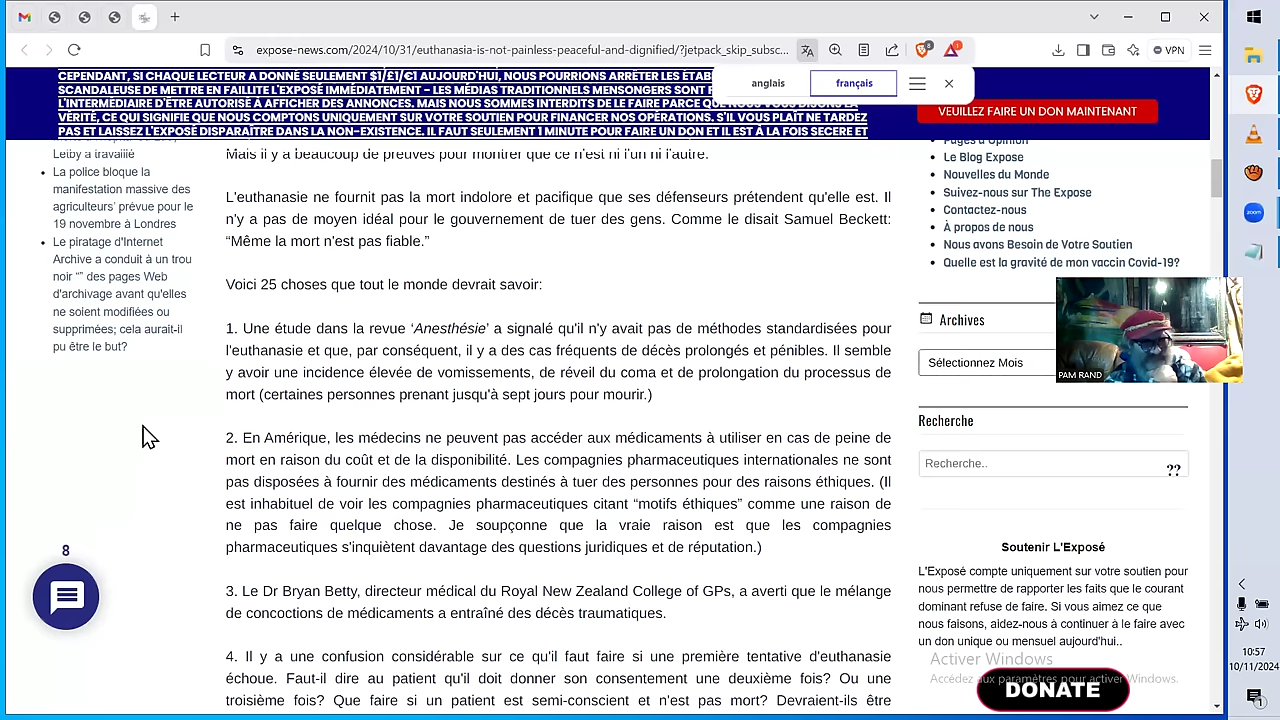 expose-news.com/2024/10/31/euthanasia-is-not-painless-peaceful-and-dignified/?jetpack_skip_subsc...
8
1
VPN
CEPENDANT, SI CHAQUE LECTEUR A DONNÉ SEULEMENT $1/£1/€1 AUJOURD'HUI, NOUS POURRIONS ARRÊTER LES
SCANDALEUSE DE METTRE EN FAILLITE L'EXPOSÉ IMMÉDIATEMENT - LES MÉDIAS TRADITIONNELS MENSONGERS SONT
L'INTERMÉDIAIRE D'ÊTRE AUTORISÉ À AFFICHER DES ANNONCES. MAIS NOUS SOMMES INTERDITS DE LE FAIRE PARCE QUE NOUS VOUS DISONS LA
VÉRITÉ, CE QUI SIGNIFIE QUE NOUS COMPTONS UNIQUEMENT SUR VOTRE SOUTIEN POUR FINANCER NOS OPÉRATIONS. S'IL VOUS PLAÎT NE TARDEZ
PAS ET LAISSEZ L'EXPOSÉ DISPARAÎTRE DANS LA NON-EXISTENCE. IL FAUT SEULEMENT 1 MINUTE POUR FAIRE UN DON ET IL EST À LA FOIS SECERE ET
anglais
français
VEUILLEZ FAIRE UN DON MAINTENANT
Leiby a travaillé
La police bloque la
manifestation massive des
agriculteurs' prévue pour le
19 novembre à Londres
Le piratage d'Internet
Archive a conduit à un trou
noir "" des pages Web
d'archivage avant qu'elles
ne soient modifiées ou
supprimées; cela aurait-il
pu être le but?
Mais il y a beaucoup de preuves pour montrer que ce n'est ni l'un ni l'autre.
L'euthanasie ne fournit pas la mort indolore et pacifique que ses défenseurs prétendent qu'elle est. Il
n'y a pas de moyen idéal pour le gouvernement de tuer des gens. Comme le disait Samuel Beckett:
“Même la mort n'est pas fiable.”
Voici 25 choses que tout le monde devrait savoir:
1. Une étude dans la revue ‘Anesthésie’ a signalé qu'il n'y avait pas de méthodes standardisées pour
l'euthanasie et que, par conséquent, il y a des cas fréquents de décès prolongés et pénibles. Il semble
y avoir une incidence élevée de vomissements, de réveil du coma et de prolongation du processus de
mort (certaines personnes prenant jusqu'à sept jours pour mourir.)
2. En Amérique, les médecins ne peuvent pas accéder aux médicaments à utiliser en cas de peine de
mort en raison du coût et de la disponibilité. Les compagnies pharmaceutiques internationales ne sont
pas disposées à fournir des médicaments destinés à tuer des personnes pour des raisons éthiques. (Il
est inhabituel de voir les compagnies pharmaceutiques citant “motifs éthiques” comme une raison de
ne pas faire quelque chose. Je soupçonne que la vraie raison est que les compagnies
pharmaceutiques s'inquiètent davantage des questions juridiques et de réputation.)
3. Le Dr Bryan Betty, directeur médical du Royal New Zealand College of GPs, a averti que le mélange
de concoctions de médicaments a entraîné des décès traumatiques.
4. Il y a une confusion considérable sur ce qu'il faut faire si une première tentative d'euthanasie
échoue. Faut-il dire au patient qu'il doit donner son consentement une deuxième fois? Ou une
troisième fois? Que faire si un patient est semi-conscient et n'est pas mort? Devraient-ils être
Pages d'Opinion
Le Blog Expose
Nouvelles du Monde
Suivez-nous sur The Expose
Contactez-nous
À propos de nous
Nous avons Besoin de Votre Soutien
Quelle est la gravité de mon vaccin Covid-19?
Archives
Sélectionnez Mois
PAM RAND
Recherche
Recherche..
??
Soutenir L'Exposé
L'Exposé compte uniquement sur votre soutien pour
nous permettre de rapporter les faits que le courant
dominant refuse de faire. Si vous aimez ce que
nous faisons, aidez-nous à continuer à le faire avec
un don unique ou mensuel aujourd'hui..
Activer Windows
Accédez aux paramètres pour activer Windows.
DONATE
8
zoom
10:57
10/11/2024
1